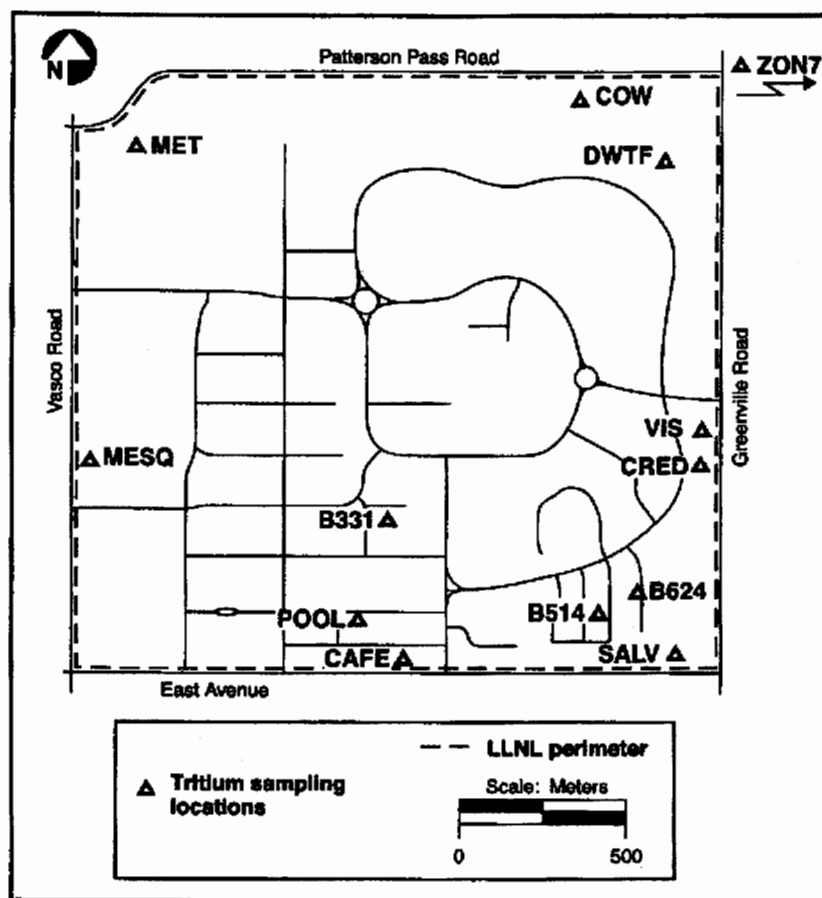 N
Patterson Pass Road
ZON7
COW
MET
DWTF
Vasco Road
Greenville Road
VIS
MESQ
CRED
B331
B624
B514
POOL
SALV
CAFE
East Avenue
LLNL perimeter
Tritium sampling
locations
Scale: Meters
0 500